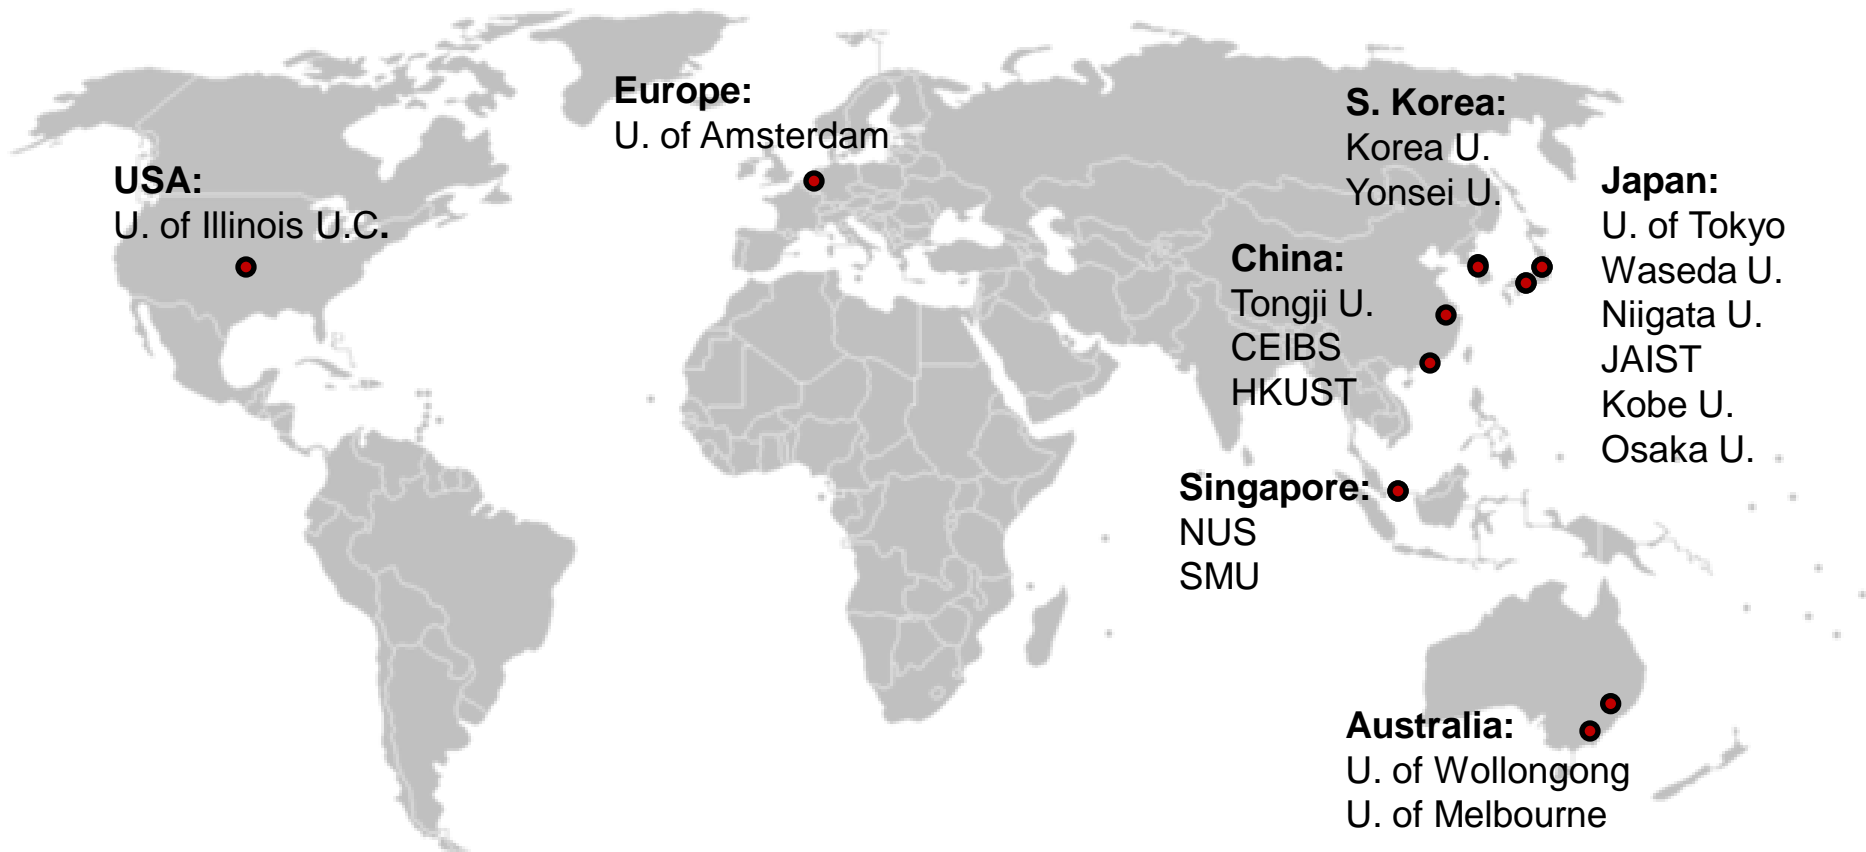 USA:
U. of Illinois U.C.
Europe:
U. of Amsterdam
S. Korea:
Korea U.
Yonsei U.
Japan:
U. of Tokyo
Waseda U.
Niigata U.
JAIST
Kobe U.
Osaka U.
China:
Tongji U.
CEIBS
HKUST
Singapore:
NUS
SMU
Australia:
U. of Wollongong
U. of Melbourne